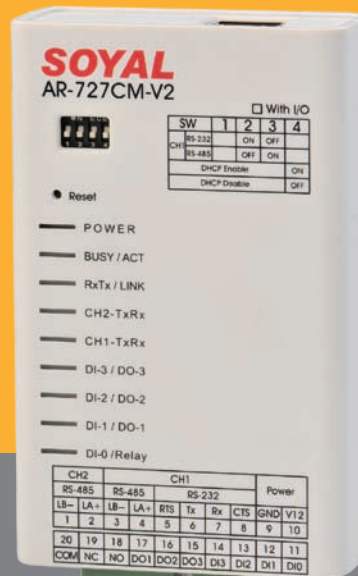 SOYAL
AR-727CM-V2
With I/O
SW 1 2 3 4
CH1 RS-232 ON OFF
RS-485 OFF ON
DHCP Enable ON
DHCP Disable OFF
Reset
POWER
BUSY / ACT
RxTx / LINK
CH2-TxRx
CH1-TxRx
DI-3 / DO-3
DI-2 / DO-2
DI-1 / DO-1
DI-0 /Relay
CH2 CH1 Power
RS-485 RS-485 RS-232
LB- LA+ LB- LA+ RTS Tx Rx CTS GND V12
1 2 3 4 5 6 7 8 9 10
20 19 18 17 16 15 14 13 12 11
COM NC NO DO1 DO2 DO3 DI3 DI2 DI1 DI0